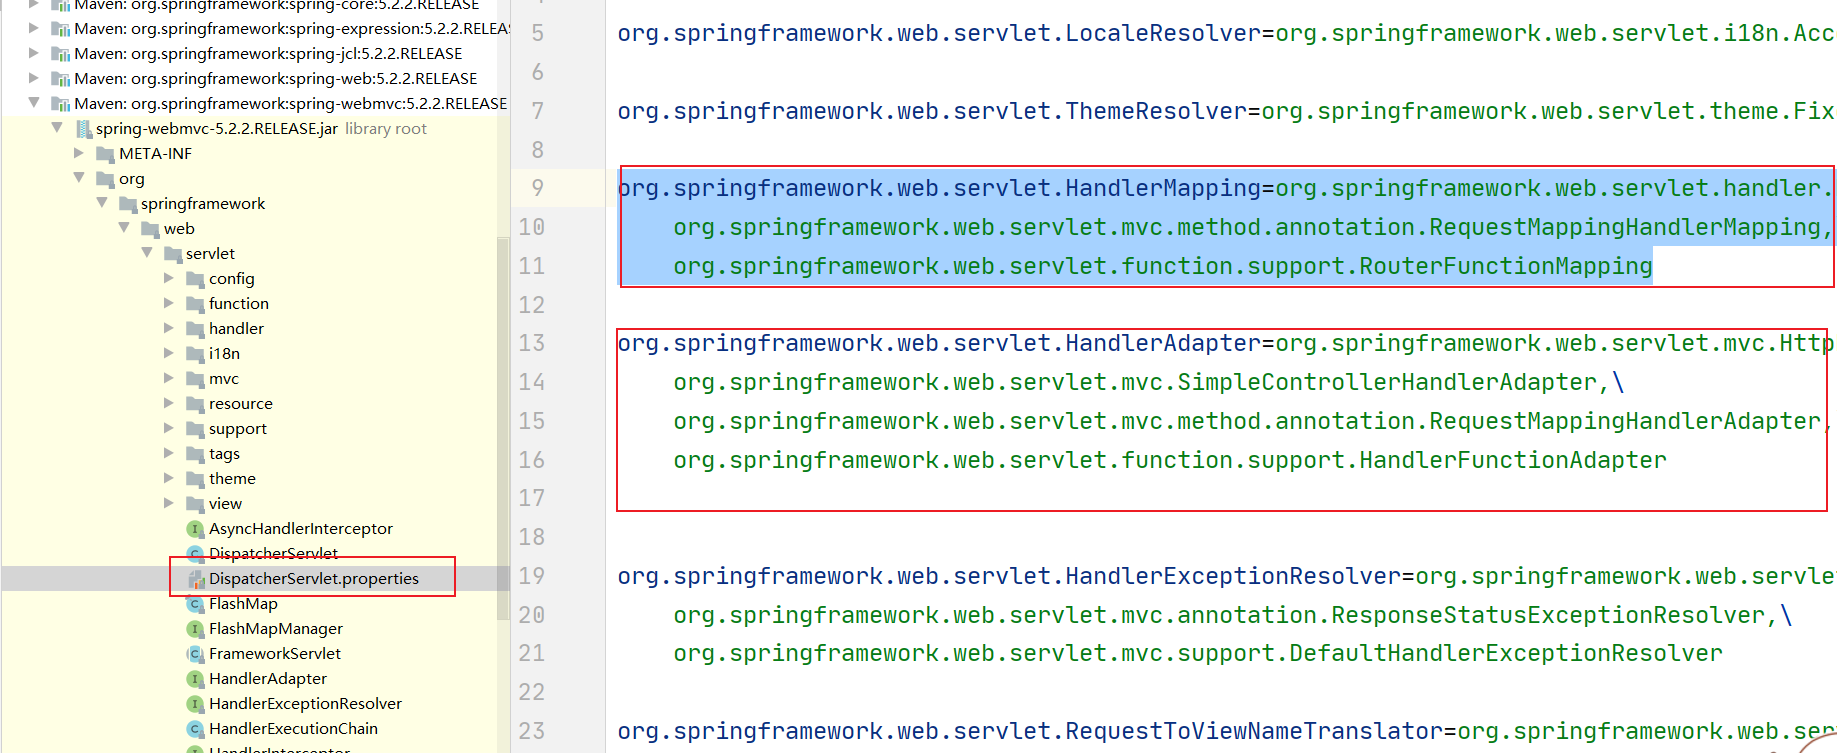 Maven: org.springframework:spring-core:5.2.2.RELEASE
Maven: org.springframework:spring-expression:5.2.2.RELEAS
Maven: org.springframework:spring-jcl:5.2.2.RELEASE
Maven: org.springframework:spring-web:5.2.2.RELEASE
Maven: org.springframework:spring-webmvc:5.2.2.RELEASE
spring-webmvc-5.2.2.RELEASE.jar library root
META-INF
org
springframework
web
servlet
config
function
handler
i18n
mvc
resource
support
tags
theme
view
AsyncHandlerInterceptor
DispatcherServlet
DispatcherServlet.properties
FlashMap
FlashMapManager
FrameworkServlet
HandlerAdapter
HandlerExceptionResolver
HandlerExecutionChain
HandlerInterceptor
5 org.springframework.web.servlet.LocaleResolver=org.springframework.web.servlet.i18n.Acc
6
7 org.springframework.web.servlet.ThemeResolver=org.springframework.web.servlet.theme.Fix
8
9 org.springframework.web.servlet.HandlerMapping=org.springframework.web.servlet.handler.
10 org.springframework.web.servlet.mvc.method.annotation.RequestMappingHandlerMapping,
11 org.springframework.web.servlet.function.support.RouterFunctionMapping
12
13 org.springframework.web.servlet.HandlerAdapter=org.springframework.web.servlet.mvc.Http
14 org.springframework.web.servlet.mvc.SimpleControllerHandlerAdapter,\
15 org.springframework.web.servlet.mvc.method.annotation.RequestMappingHandlerAdapter,
16 org.springframework.web.servlet.function.support.HandlerFunctionAdapter
17
18
19 org.springframework.web.servlet.HandlerExceptionResolver=org.springframework.web.servle
20 org.springframework.web.servlet.mvc.annotation.ResponseStatusExceptionResolver,\
21 org.springframework.web.servlet.mvc.support.DefaultHandlerExceptionResolver
22
23 org.springframework.web.servlet.RequestToViewNameTranslator=org.springframework.web.ser